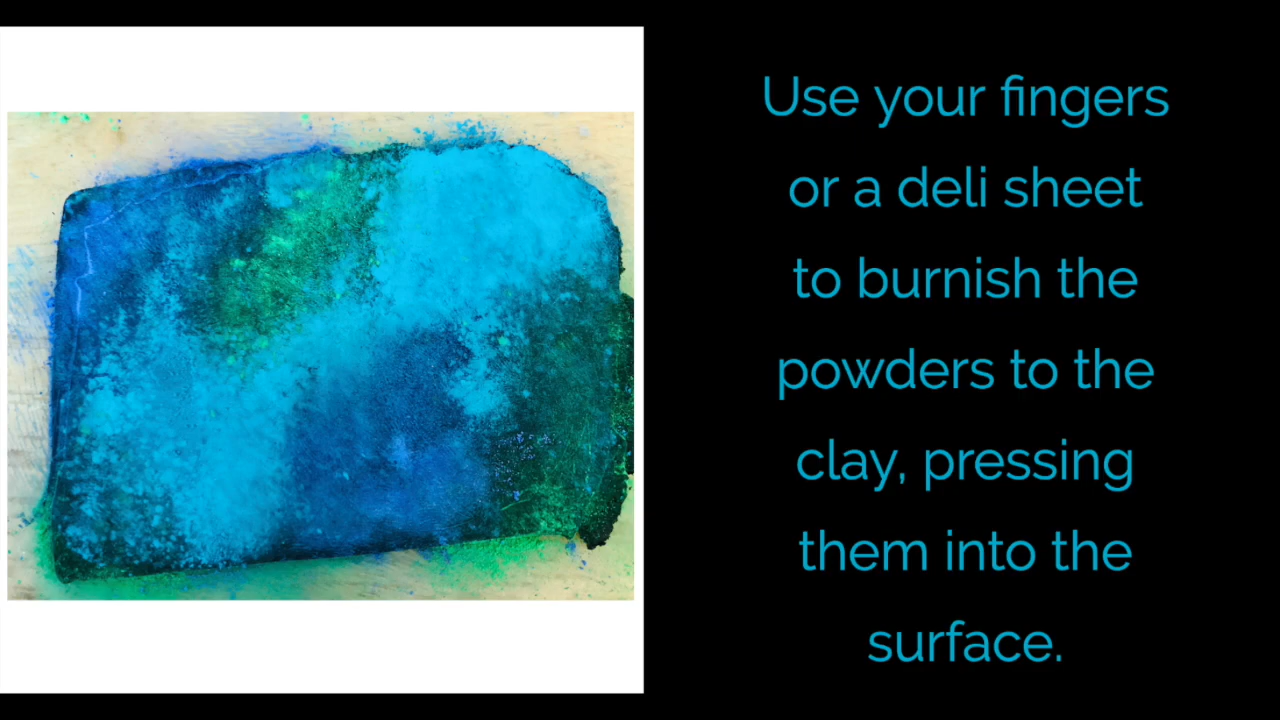 Use your fingers
or a deli sheet
to burnish the
powders to the
clay, pressing
them into the
surface.